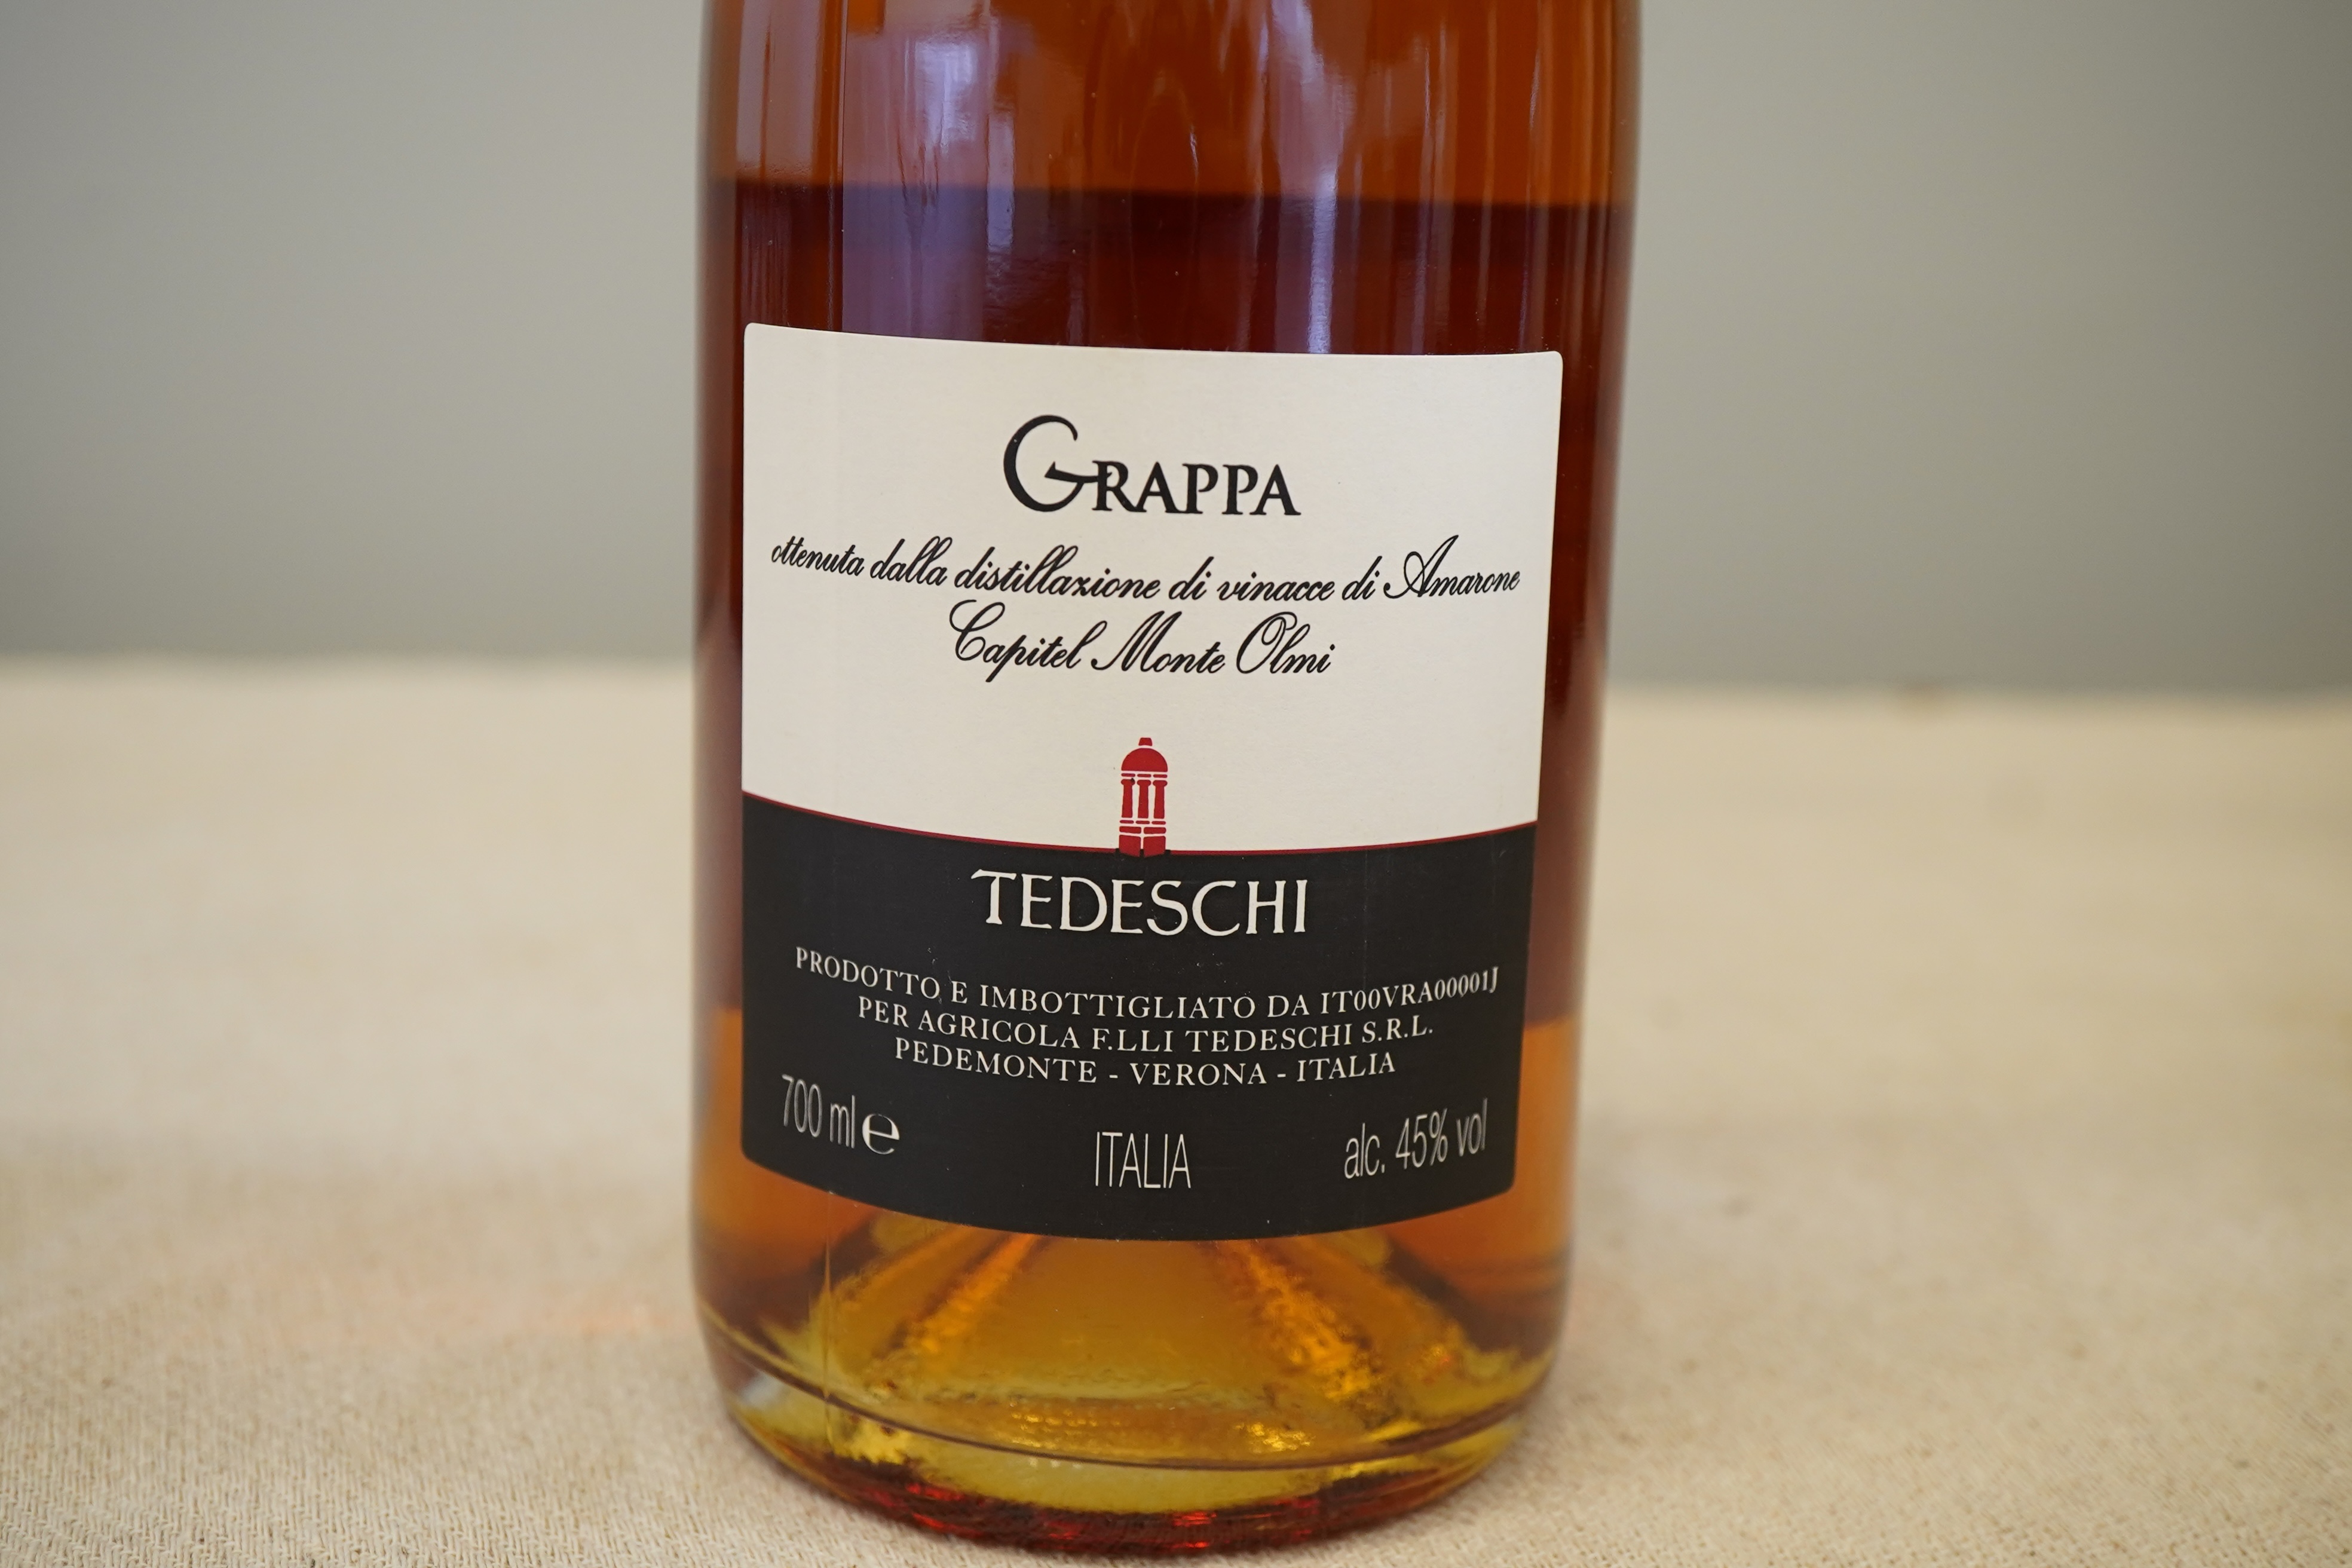 GRAPPA
ottenuta dalla distillazione di vinacce di Amarone
Capitel Monte Olmi
TEDESCHI
PRODOTTO E IMBOTTIGLIATO DA IT00VRA00001J
PER AGRICOLA F.LLI TEDESCHI S.R.L.
PEDEMONTE - VERONA - ITALIA
700 ml e ITALIA alc. 45% vol